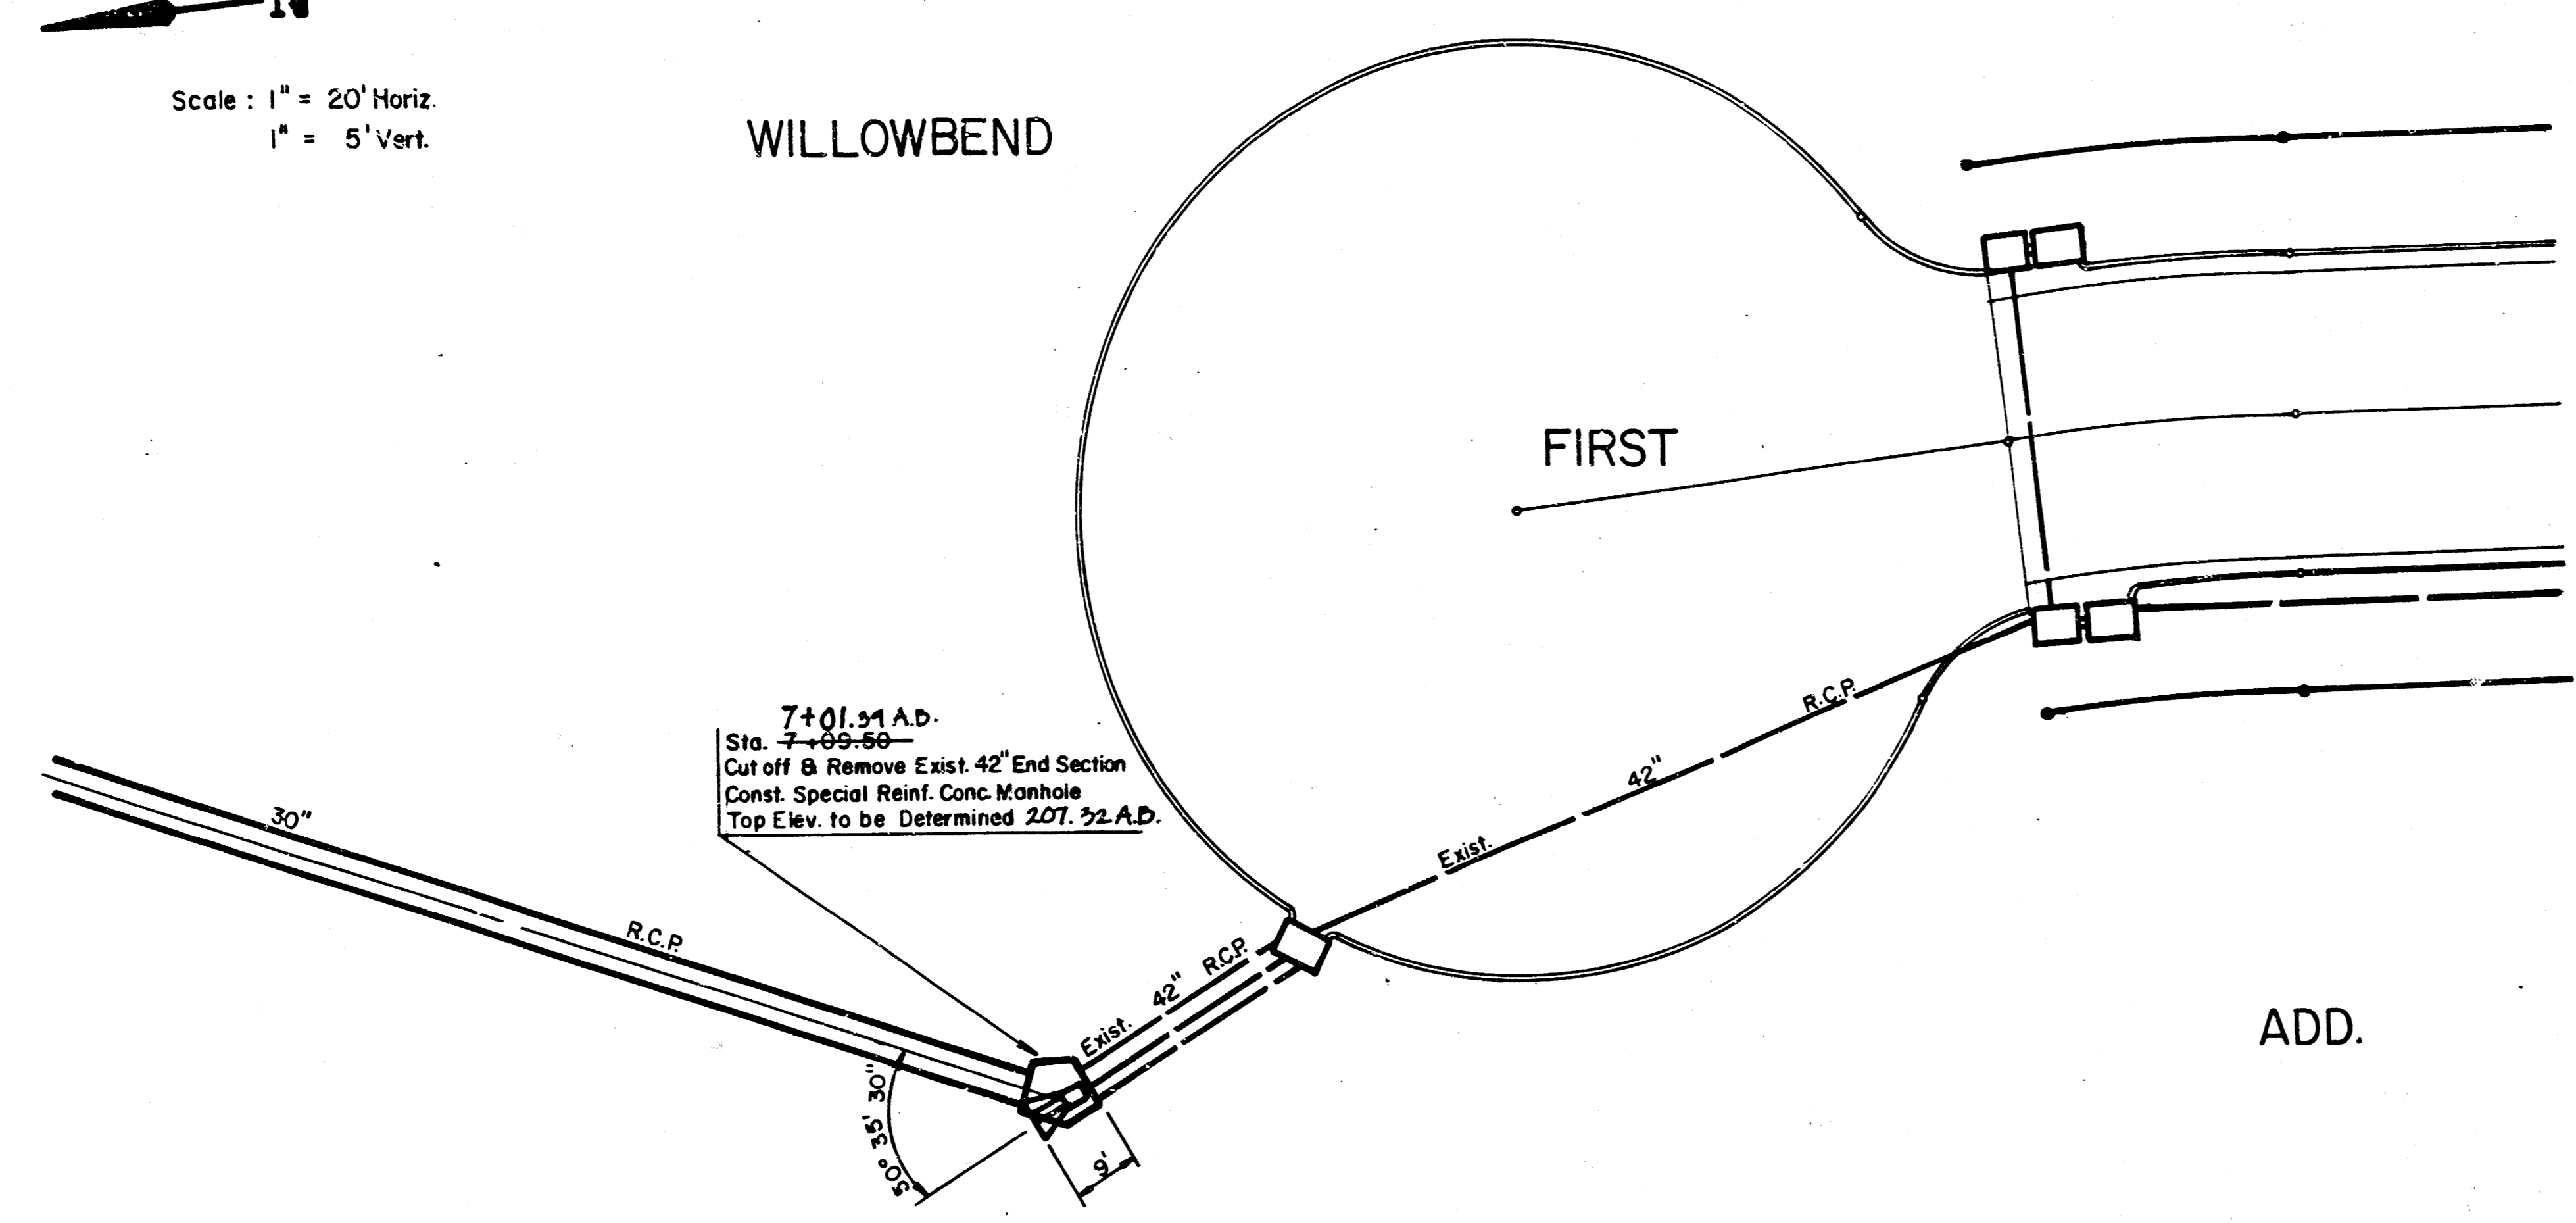 N
Scale : 1" = 20' Horiz.
1" = 5' Vert.
WILLOWBEND
FIRST
ADD.
7+01.39 A.B.
Sta. 7+09.50
Cut off & Remove Exist. 42" End Section
Const. Special Reinf. Conc. Manhole
Top Elev. to be Determined 207.32 A.B.
30"
R.C.P.
Exist. 42" R.C.P.
Exist. 42" R.C.P.
50° 35' 30"
9'